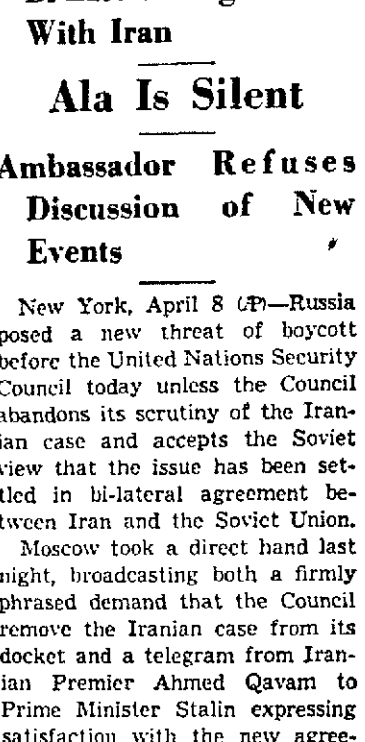 With Iran
Ala Is Silent
Ambassador Refuses
Discussion of New
Events
New York, April 8 (AP)—Russia
posed a new threat of boycott
before the United Nations Security
Council today unless the Council
abandons its scrutiny of the Iran-
ian case and accepts the Soviet
view that the issue has been set-
tled in bi-lateral agreement be-
tween Iran and the Soviet Union.
Moscow took a direct hand last
night, broadcasting both a firmly
phrased demand that the Council
remove the Iranian case from its
docket and a telegram from Iran-
ian Premier Ahmed Qavam to
Prime Minister Stalin expressing
satisfaction with the new agree-